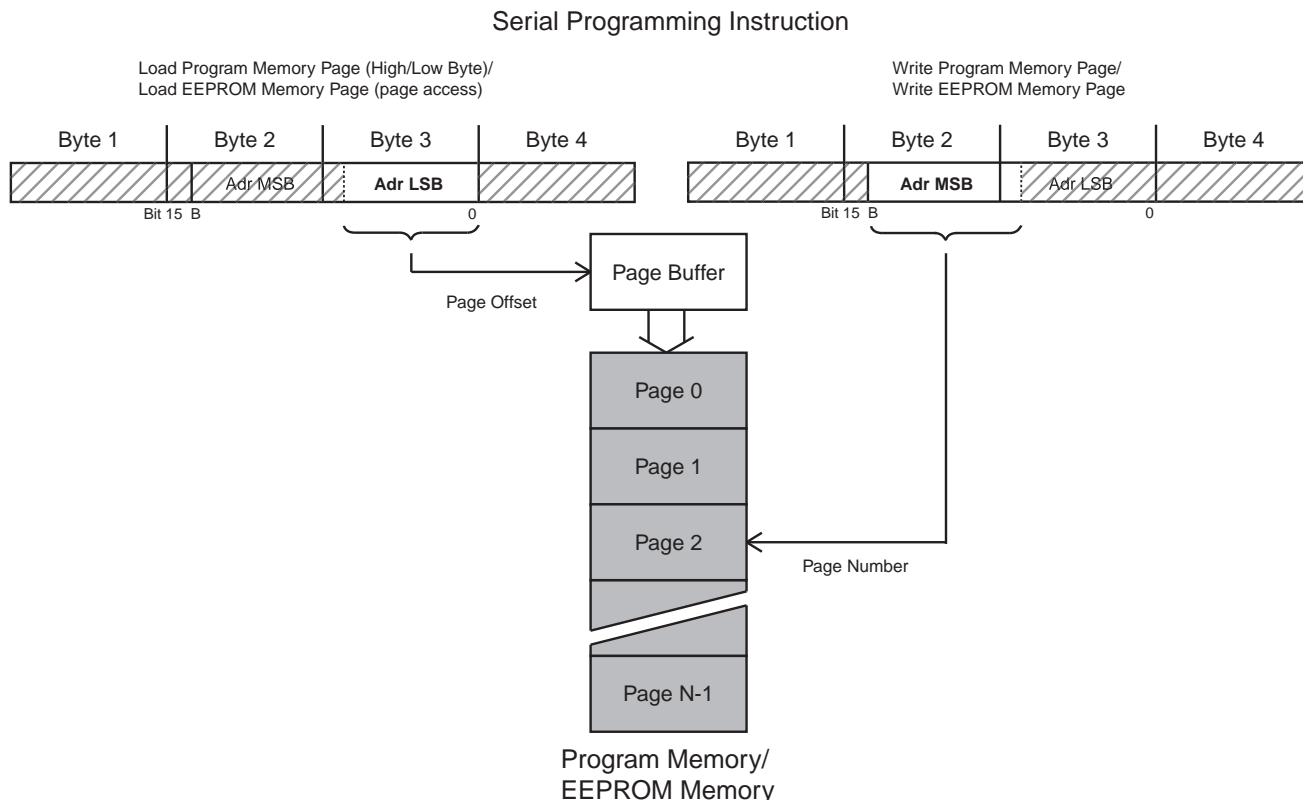 Serial Programming Instruction
Load Program Memory Page (High/Low Byte)/
Load EEPROM Memory Page (page access)
Byte 1 Byte 2 Byte 3 Byte 4
Adr MSB Adr LSB
Bit 15 B 0
Write Program Memory Page/
Write EEPROM Memory Page
Byte 1 Byte 2 Byte 3 Byte 4
Adr MSB Adr LSB
Bit 15 B 0
Page Buffer
Page Offset
Page 0
Page 1
Page 2
Page Number
Page N-1
Program Memory/
EEPROM Memory